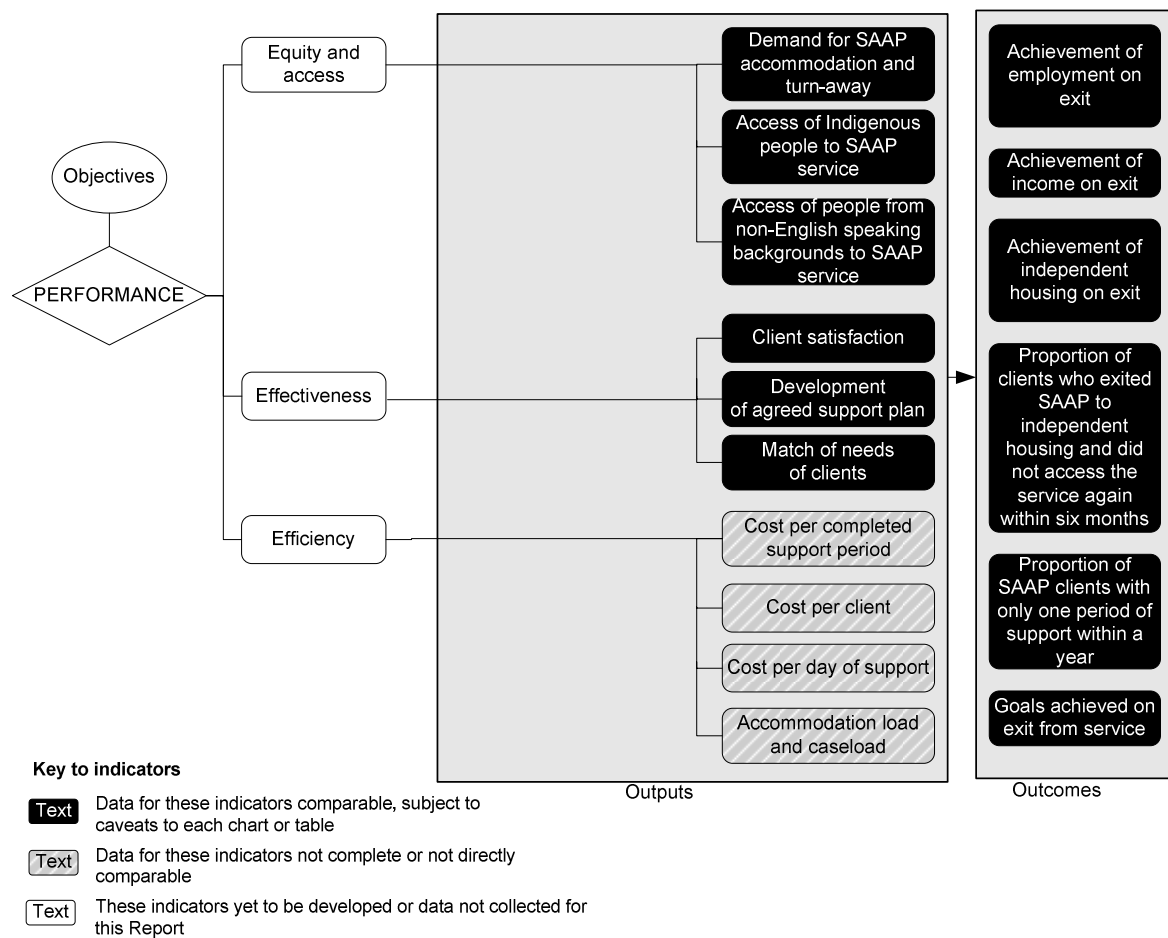 Objectives
PERFORMANCE
Equity and
access
Effectiveness
Efficiency
Demand for SAAP
accommodation and
turn-away
Access of Indigenous
people to SAAP
service
Access of people from
non-English speaking
backgrounds to SAAP
service
Client satisfaction
Development
of agreed support plan
Match of needs
of clients
Cost per completed
support period
Cost per client
Cost per day of support
Accommodation load
and caseload
Outputs
Achievement of
employment on
exit
Achievement of
income on exit
Achievement of
independent
housing on exit
Proportion of
clients who exited
SAAP to
independent
housing and did
not access the
service again
within six months
Proportion of
SAAP clients with
only one period of
support within a
year
Goals achieved on
exit from service
Outcomes
Key to indicators
Text
Data for these indicators comparable, subject to
caveats to each chart or table
Text
Data for these indicators not complete or not directly
comparable
Text
These indicators yet to be developed or data not collected for
this Report